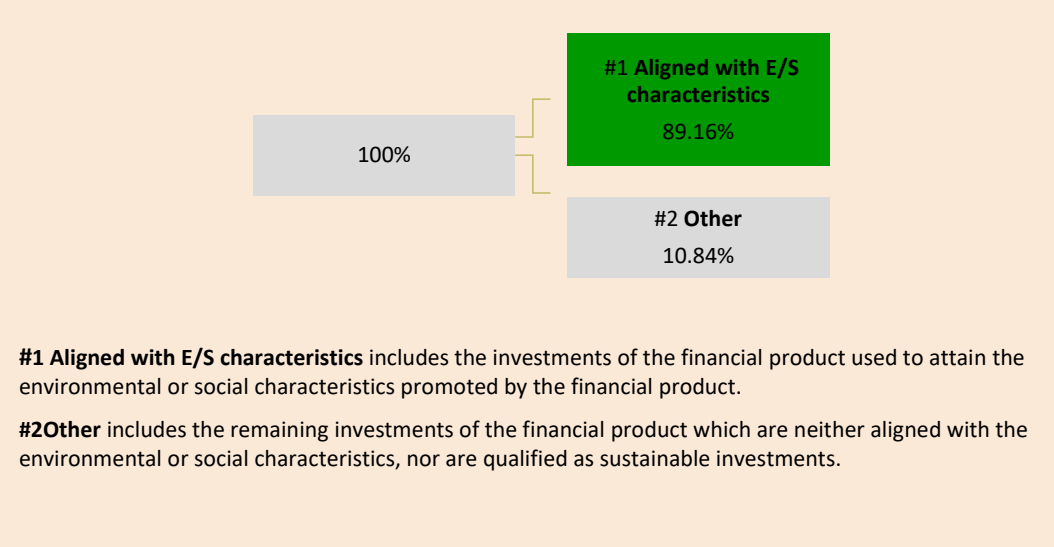 #1 Aligned with E/S
characteristics
89.16%
100%
#2 Other
10.84%
#1 Aligned with E/S characteristics includes the investments of the financial product used to attain the
environmental or social characteristics promoted by the financial product.
#2Other includes the remaining investments of the financial product which are neither aligned with the
environmental or social characteristics, nor are qualified as sustainable investments.